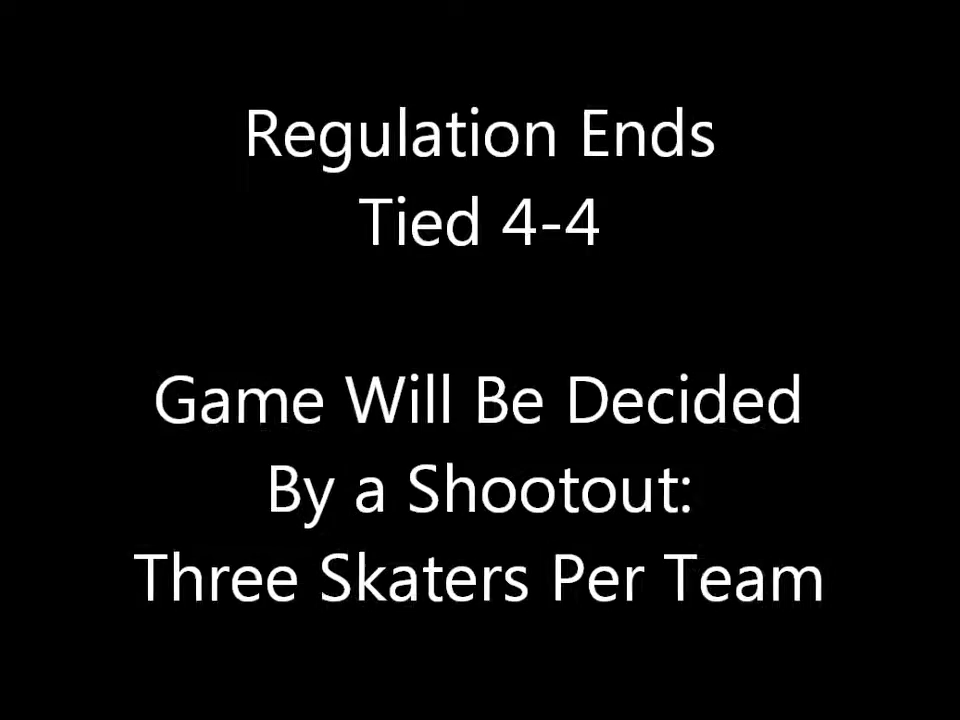 Regulation Ends
Tied 4-4
Game Will Be Decided
By a Shootout:
Three Skaters Per Team